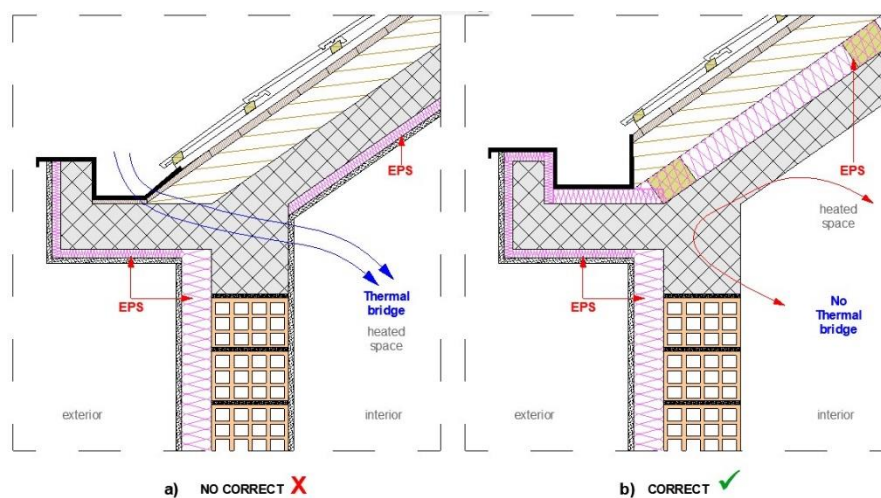 EPS
EPS
Thermal
bridge
heated
space
exterior
interior
a) NO CORRECT X
EPS
heated
space
EPS
No
Thermal
bridge
exterior
interior
b) CORRECT ✓